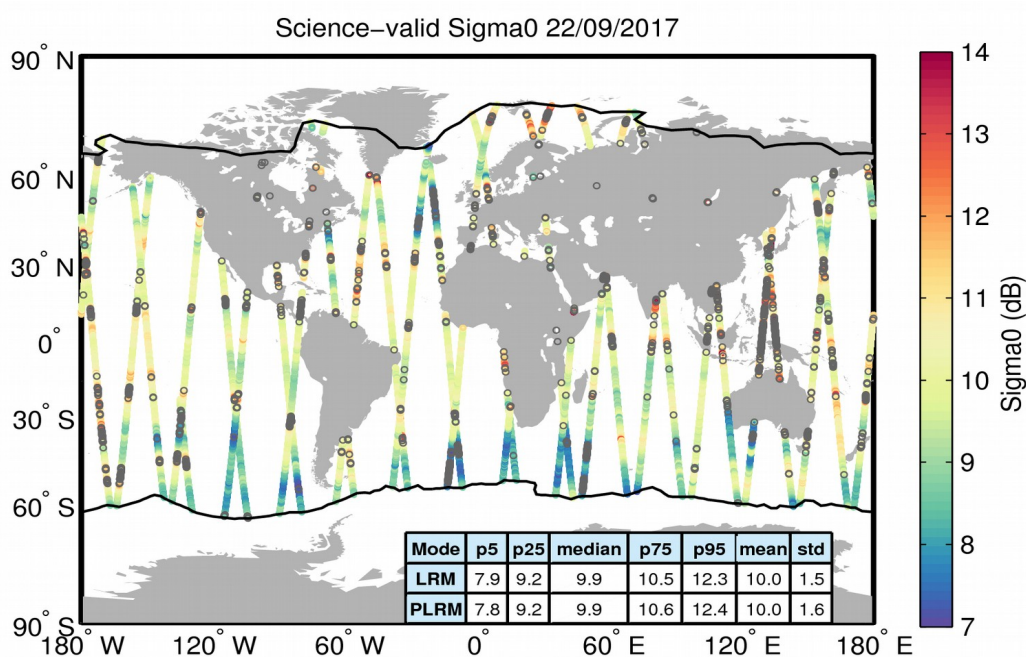 Science−valid Sigma0 22/09/2017
90° N
60° N
30° N
0°
30° S
60° S
90° S
180° W
120° W
60° W
0°
60° E
120° E
180° E
14
13
12
11
10
9
8
7
Sigma0 (dB)
Mode p5 p25 median p75 p95 mean std
LRM 7.9 9.2 9.9 10.5 12.3 10.0 1.5
PLRM 7.8 9.2 9.9 10.6 12.4 10.0 1.6